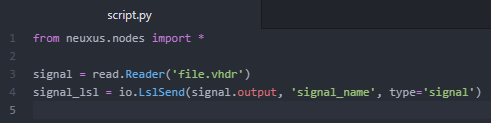 script.py
1 from neuxus.nodes import *
2
3 signal = read.Reader('file.vhdr')
4 signal_lsl = io.LslSend(signal.output, 'signal_name', type='signal')
5